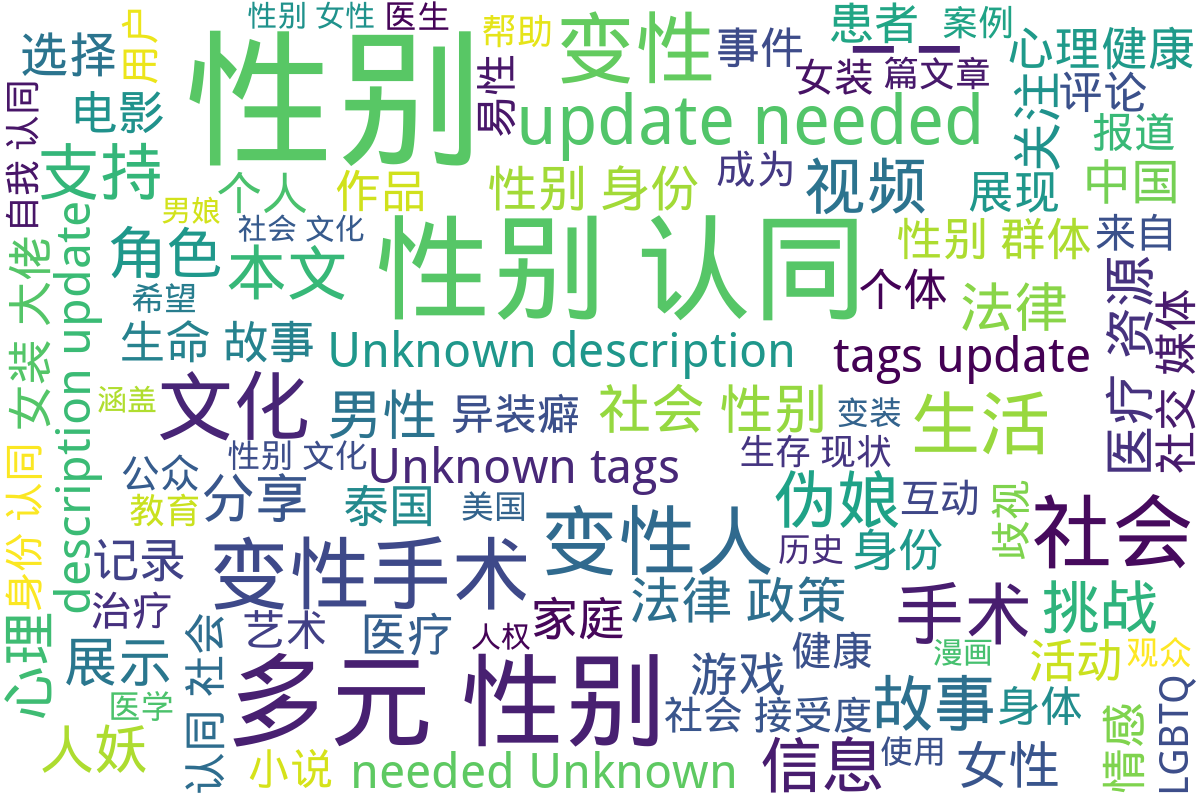 性别 女性
医生
帮助
变性
患者
案例
选择
用户
性别
事件
一 一
心理健康
女装
篇文章
易性
关注
评论
电影
update needed
报道
自我 认同
支持
个人
作品
性别 身份
成为
视频
展现
中国
男娘
社会 文化
角色
本文
性别 认同
性别 群体
来自
希望
个体
法律
女装 大佬
description update
生命
故事
Unknown description
tags update
医疗 资源
社交 媒体
涵盖
文化
男性
异装癖
社会 性别
变装
生活
性别 文化
Unknown tags
生存 现状
公众
教育
分享
泰国
美国
伪娘
互动
歧视
社会
身份 认同
记录
变性手术
变性人
历史
身份
治疗
艺术
医疗
人权
家庭
法律 政策
手术
挑战
心理
展示
认同 社会
多元 性别
健康
漫画
活动
观众
游戏
医学
社会 接受度
故事
身体
情感
LGBTQ
人妖
小说
needed Unknown
信息
使用
女性